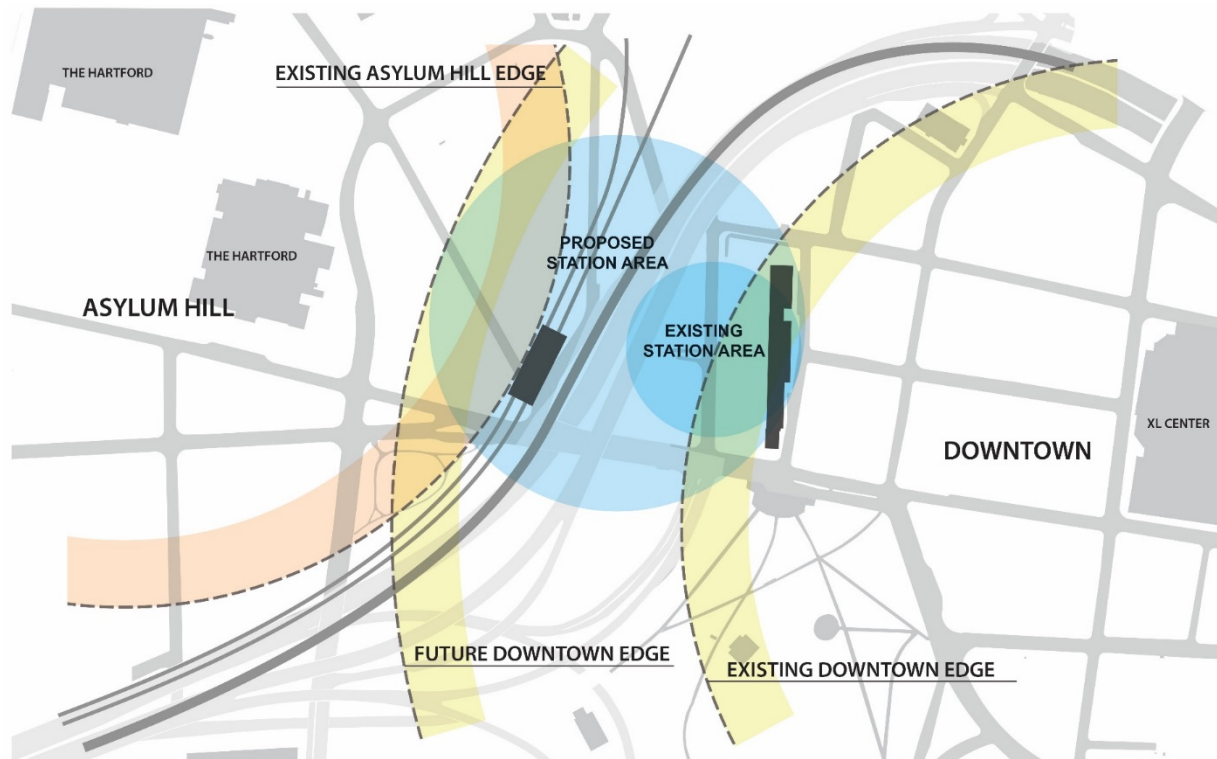 THE HARTFORD
EXISTING ASYLUM HILL EDGE
THE HARTFORD
PROPOSED
STATION AREA
ASYLUM HILL
EXISTING
STATION AREA
XL CENTER
DOWNTOWN
FUTURE DOWNTOWN EDGE
EXISTING DOWNTOWN EDGE